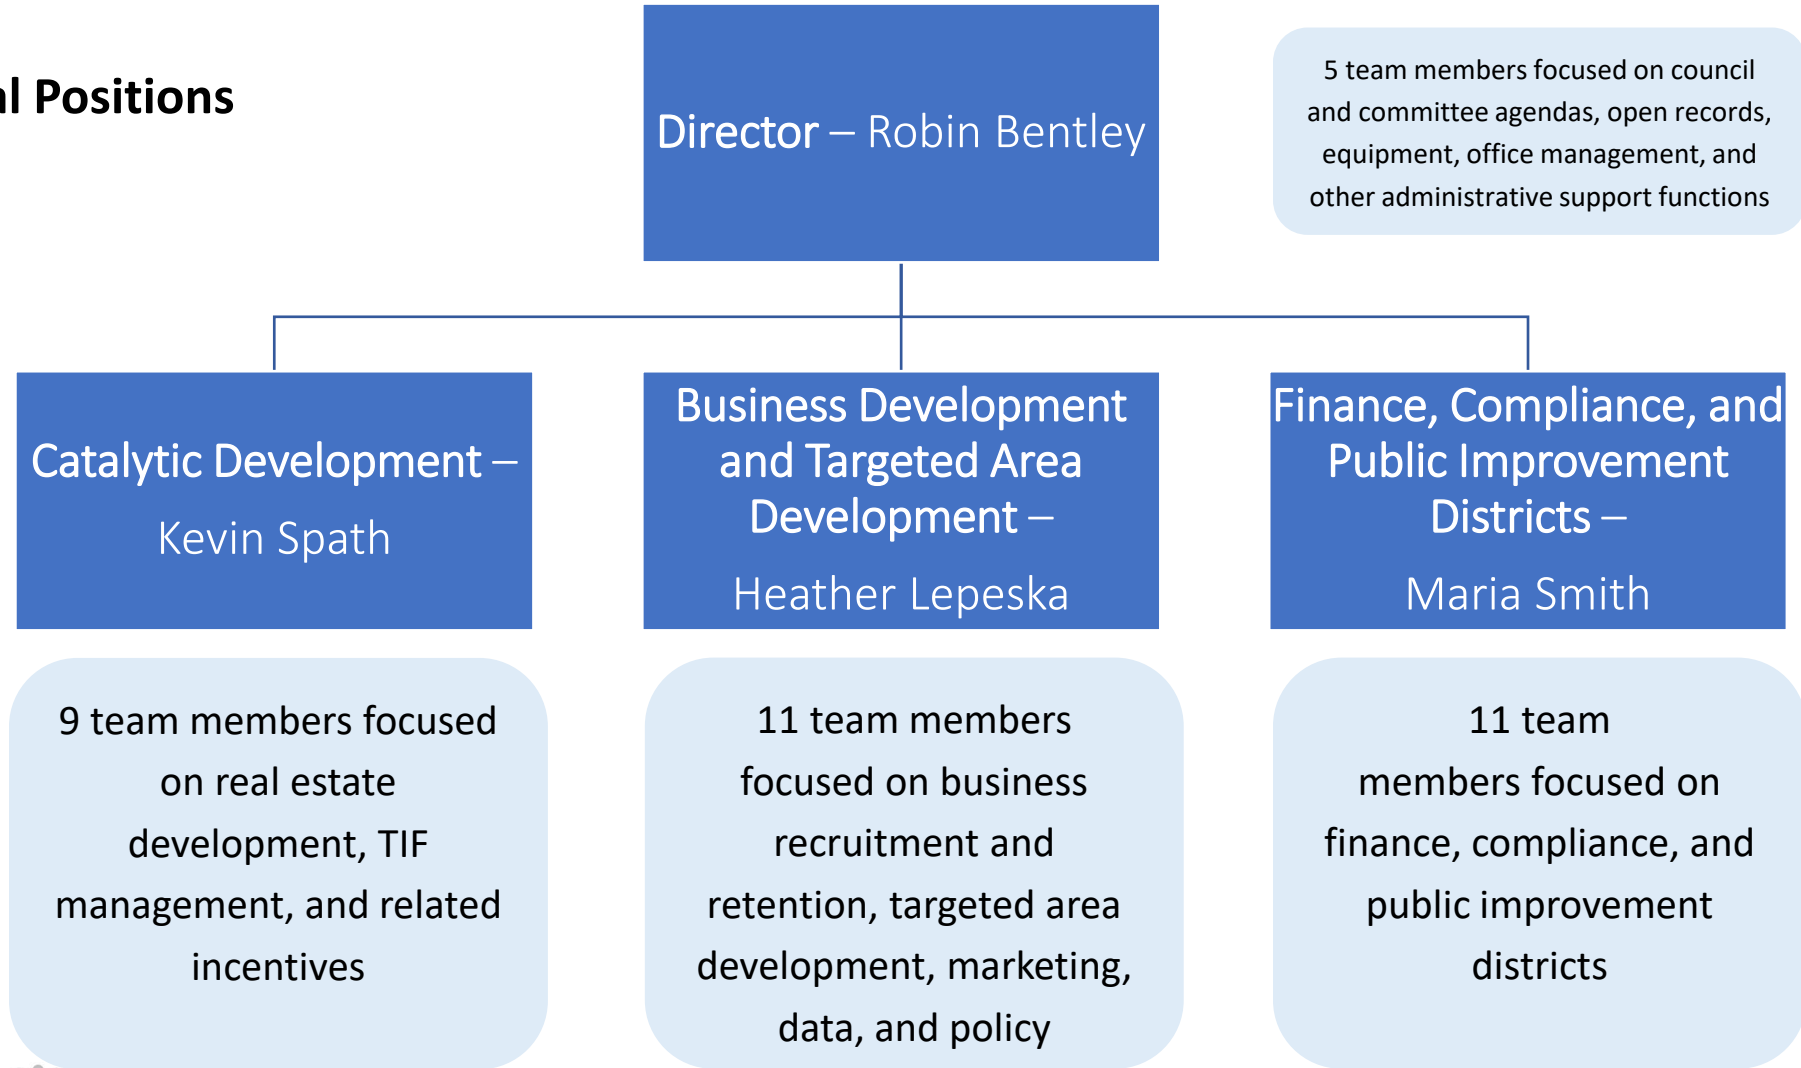 Positions
Director – Robin Bentley
5 team members focused on council
and committee agendas, open records,
equipment, office management, and
other administrative support functions
Catalytic Development –
Kevin Spath
Business Development
and Targeted Area
Development –
Heather Lepeska
Finance, Compliance, and
Public Improvement
Districts –
Maria Smith
9 team members focused
on real estate
development, TIF
management, and related
incentives
11 team members
focused on business
recruitment and
retention, targeted area
development, marketing,
data, and policy
11 team
members focused on
finance, compliance, and
public improvement
districts